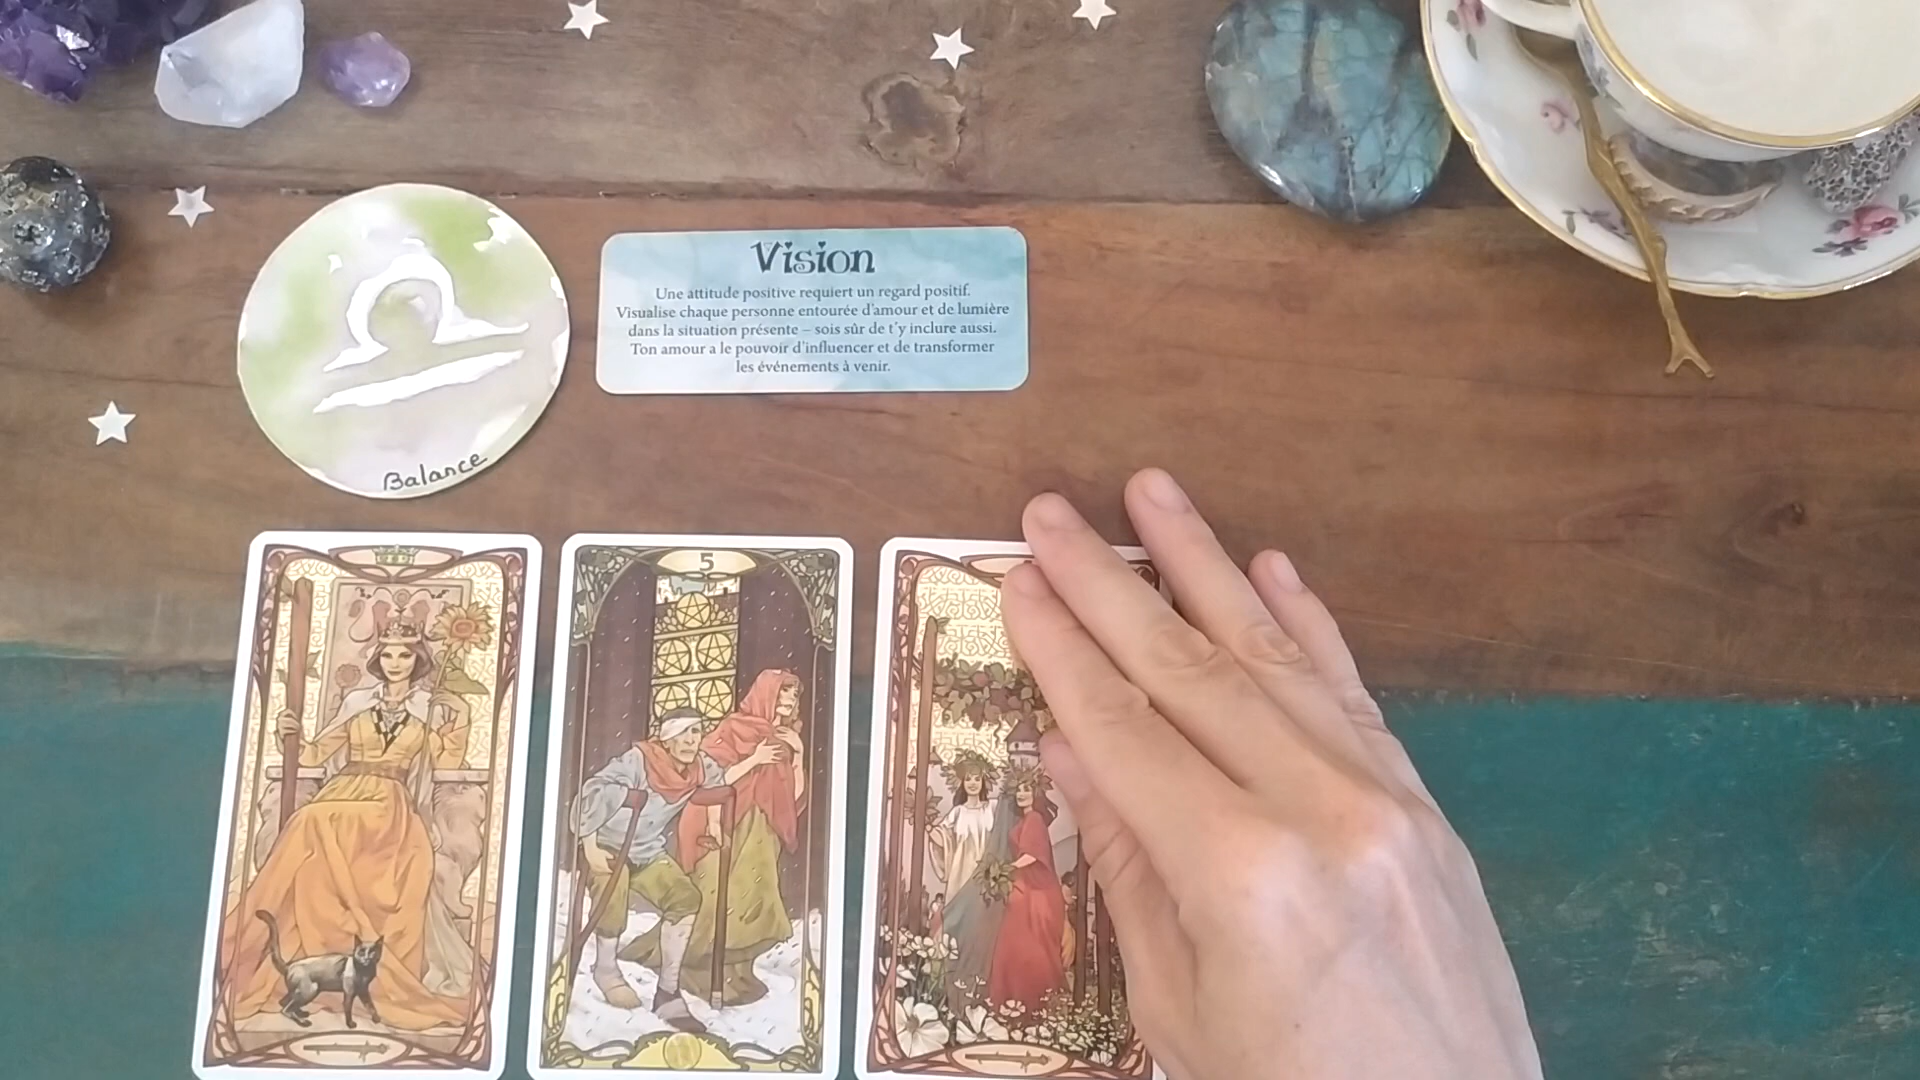 Balance
Vision
Une attitude positive requiert un regard positif.
Visualise chaque personne entourée d'amour et de lumière
dans la situation présente – sois sûr de t'y inclure aussi.
Ton amour a le pouvoir d'influencer et de transformer
les événements à venir.
5